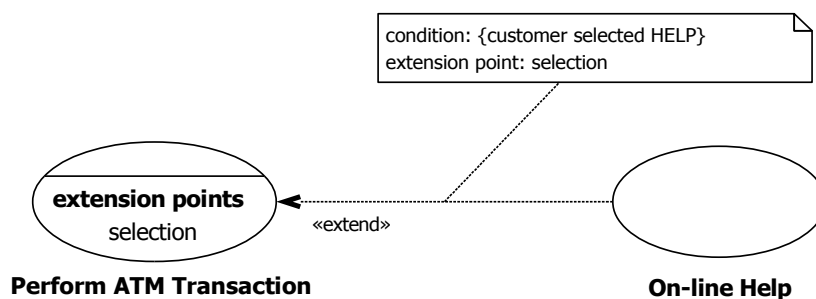 condition: {customer selected HELP}
extension point: selection
extension points
selection
«extend»
Perform ATM Transaction
On-line Help